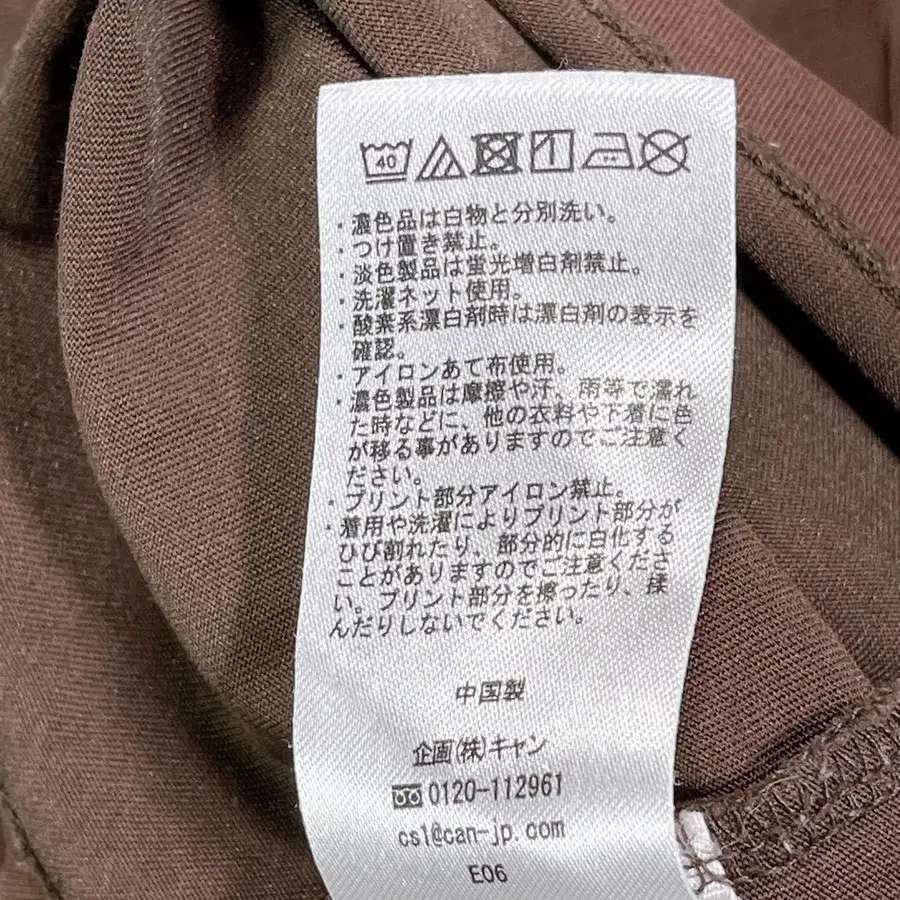 40
・濃色品は白物と分別洗い。
・つけ置き禁止。
・淡色製品は蛍光増白剤禁止。
・洗濯ネット使用。
・酸素系漂白剤時は漂白剤の表示を
確認。
・アイロンあて布使用。
・濃色製品は摩擦や汗、雨等で濡れ
た時などに、他の衣料や下着に色
が移る事がありますのでご注意く
ださい。
・プリント部分アイロン禁止。
・着用や洗濯によりプリント部分が
ひび割れたり、部分的に白化する
ことがありますのでご注意くださ
い。プリント部分を擦ったり、揉
んだりしないでください。
中国製
企画(株)キャン
0120-112961
cs1@can-jp.com
E06